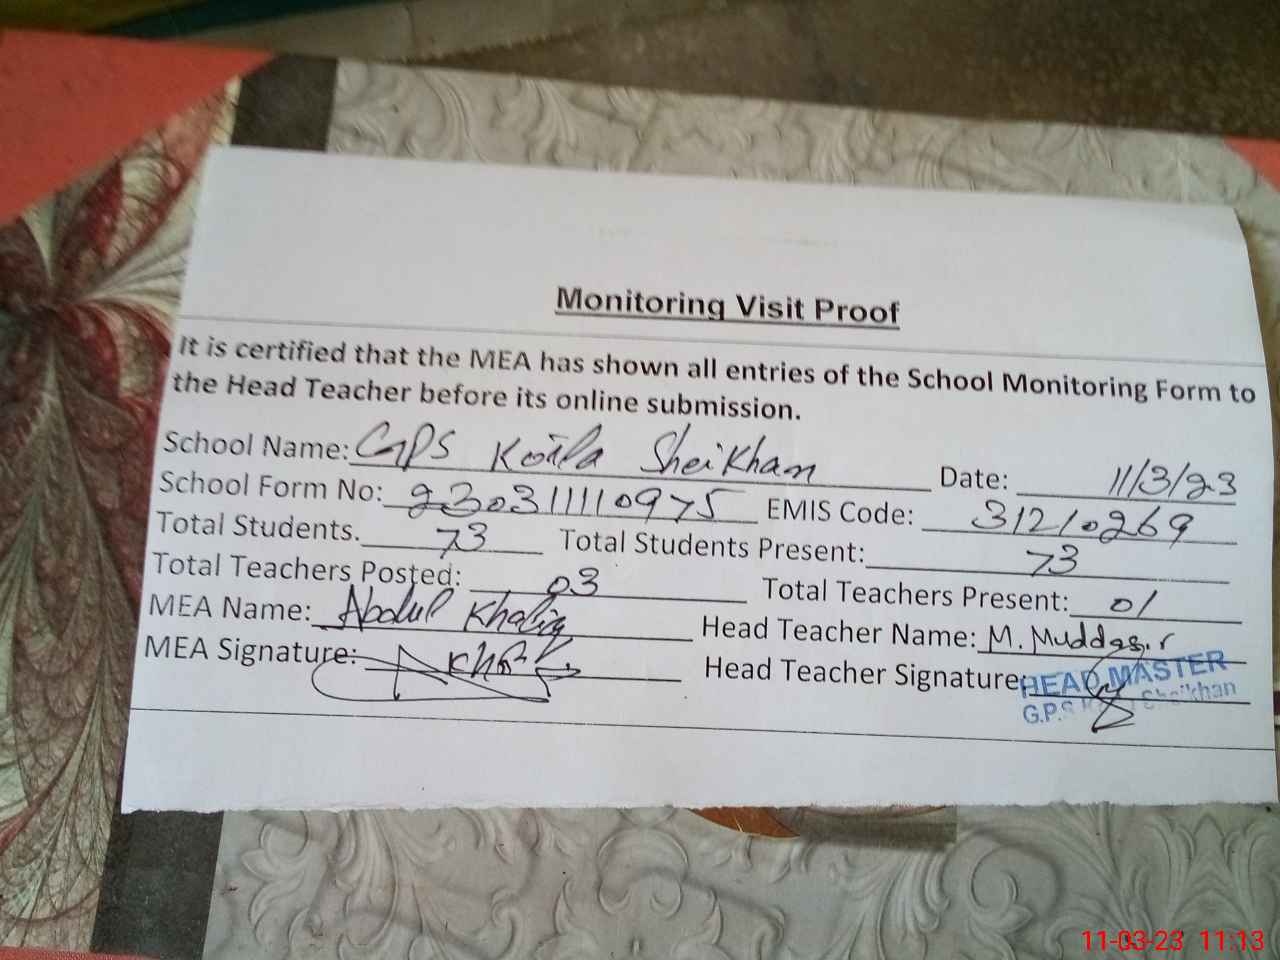 Monitoring Visit Proof
It is certified that the MEA has shown all entries of the School Monitoring Form to
the Head Teacher before its online submission.
School Name: GPS Kotla Sheikhan Date: 11/3/23
School Form No: 230311110975 EMIS Code: 31210269
Total Students. 73 Total Students Present: 73
Total Teachers Posted: 03 Total Teachers Present: 01
MEA Name: Abdul Khaliq Head Teacher Name: M. Muddasir
MEA Signature: Head Teacher Signature:
HEAD MASTER
G.P.S Sheikhan
11-03-23 11:13